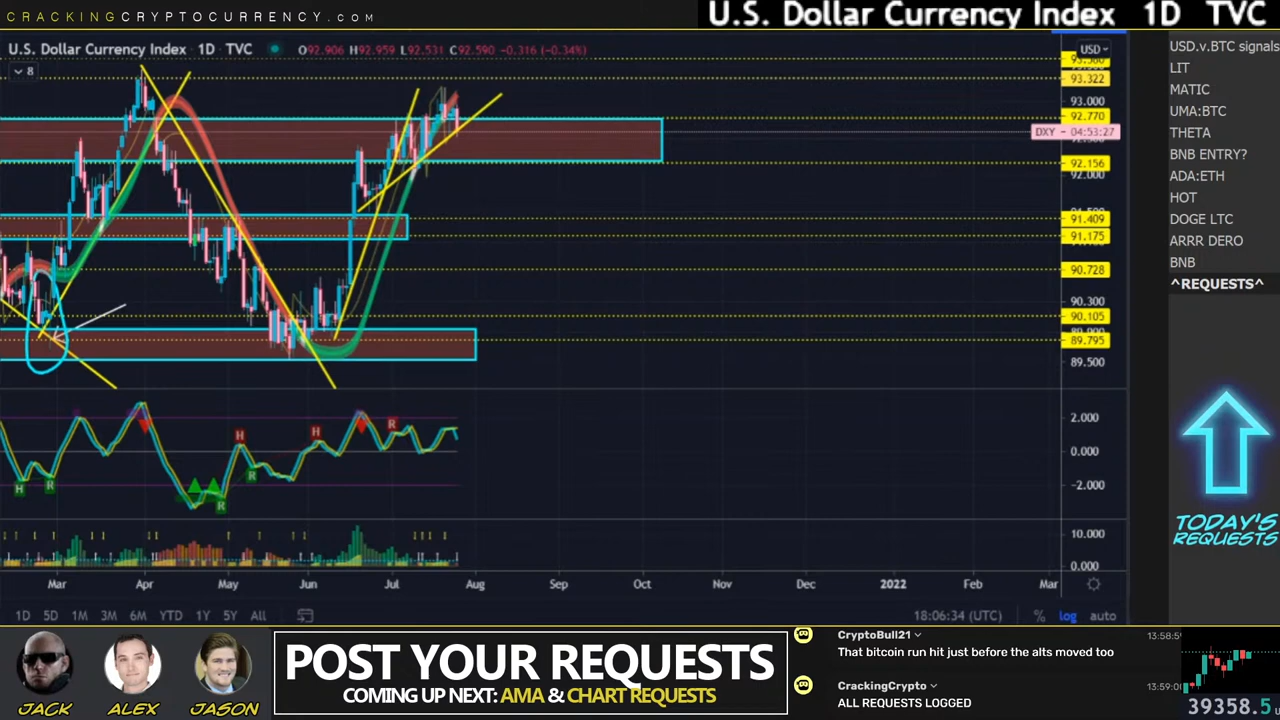 CRACKINGCRYPTOCURRENCY.COM
U.S. Dollar Currency Index 1D TVC
U.S. Dollar Currency Index · 1D · TVC
O92.906 H92.959 L92.531 C92.590 -0.316 (-0.34%)
8
USD
93.322
93.000
92.770
DXY - 04:53:27
92.156
92.000
91.409
91.175
90.728
90.300
90.105
89.795
89.500
H
R
R
H
R
H
R
2.000
0.000
-2.000
10.000
0.000
Mar Apr May Jun Jul Aug Sep Oct Nov Dec 2022 Feb Mar
1D 5D 1M 3M 6M YTD 1Y 5Y All
18:06:34 (UTC) % log auto
USD.v.BTC signals
LIT
MATIC
UMA:BTC
THETA
BNB ENTRY?
ADA:ETH
HOT
DOGE LTC
ARRR DERO
BNB
^REQUESTS^
TODAY'S
REQUESTS
JACK
ALEX
JASON
POST YOUR REQUESTS
COMING UP NEXT: AMA & CHART REQUESTS
CryptoBull21 13:58:5
That bitcoin run hit just before the alts moved too
CrackingCrypto 13:59:0
ALL REQUESTS LOGGED
39358.5